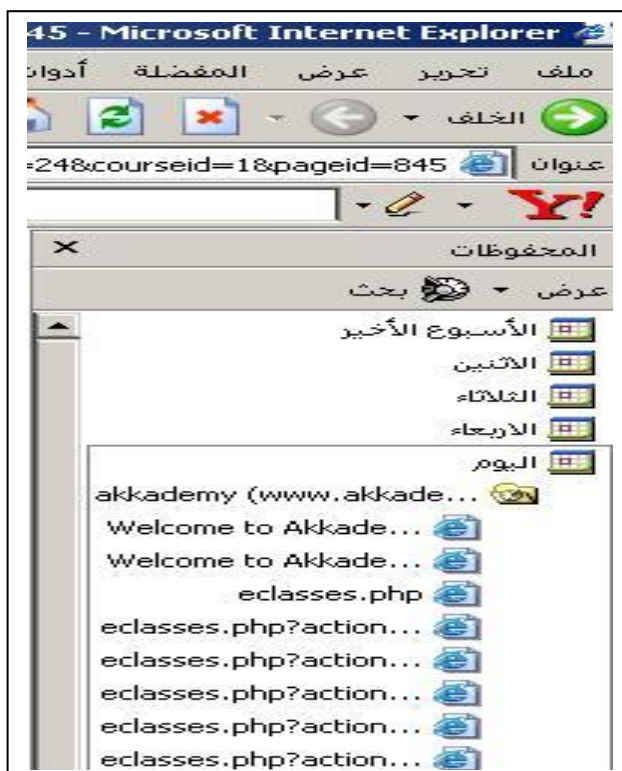 45 - Microsoft Internet Explorer
ملف تحرير عرض المفضلة أدوات
الخلف
عنوان =24&courseid=1&pageid=845
Y!
المحفوظات
عرض بحث
الأسبوع الأخير
الاثنين
الثلاثاء
الاربعاء
اليوم
akkademy (www.akkade...
Welcome to Akkade...
Welcome to Akkade...
eclasses.php
eclasses.php?action...
eclasses.php?action...
eclasses.php?action...
eclasses.php?action...
eclasses.php?action...